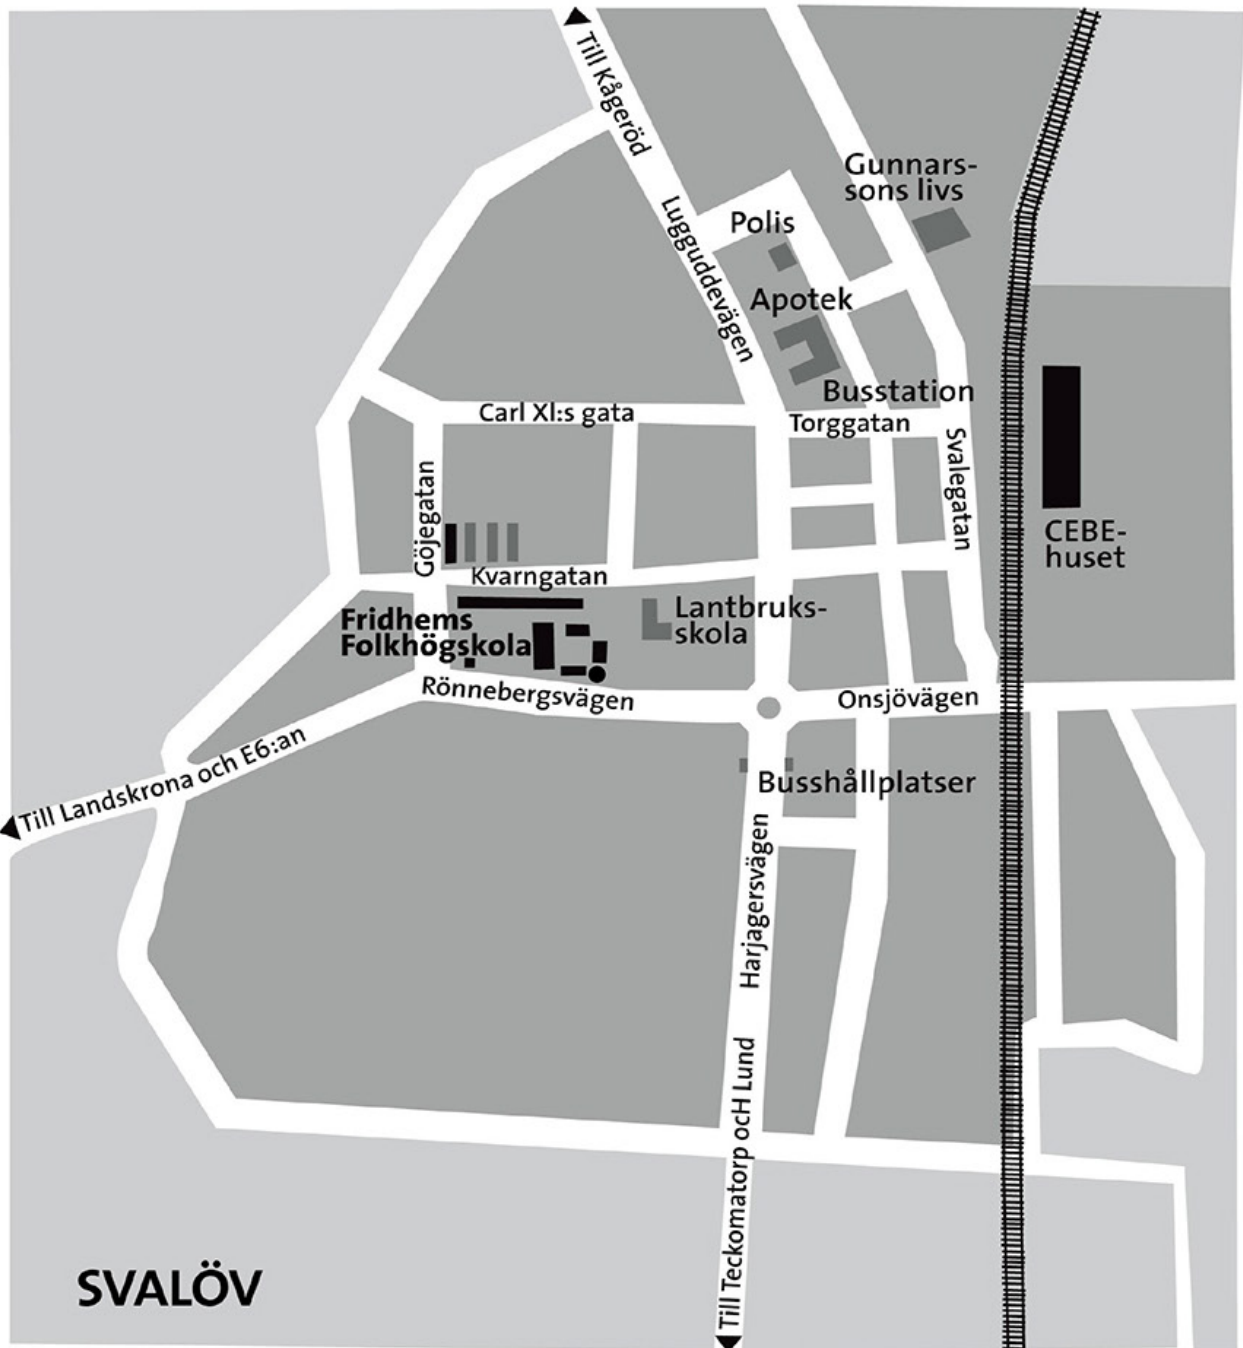 Till Kågeröd
Gunnars-
sons livs
Polis
Lugguddevägen
Apotek
Busstation
Carl XI:s gata
Torggatan
Svalegatan
Göjegatan
CEBE-
huset
Kvarngatan
Fridhems
Folkhögskola
Lantbruks-
skola
Rönnebergsvägen
Onsjövägen
Till Landskrona och E6:an
Busshållplatser
Harjagersvägen
Till Teckomatorp ocH Lund
SVALÖV